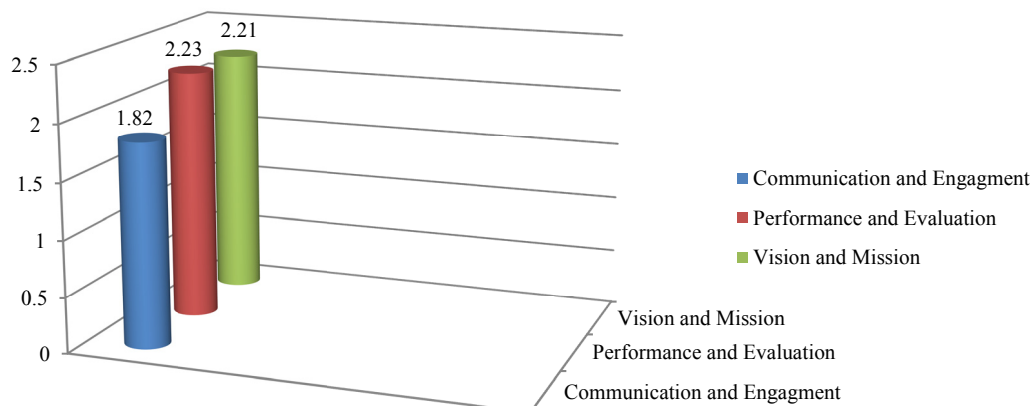 2.21
2.23
2.5
1.82
2
1.5
1
0.5
0
Communication and Engagment
Performance and Evaluation
Vision and Mission
Vision and Mission
Performance and Evaluation
Communication and Engagment